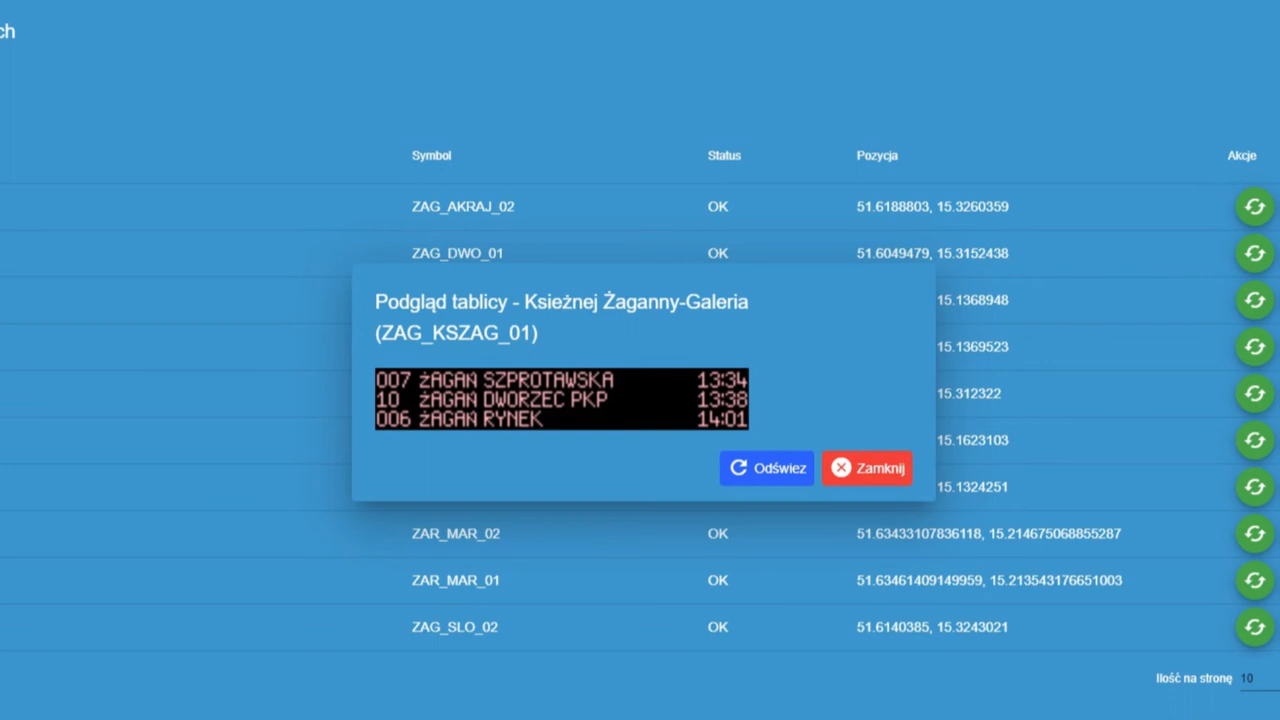 ch
Symbol Status Pozycja Akcje
ZAG_AKRAJ_02 OK 51.6188803, 15.3260359
ZAG_DWO_01 OK 51.6049479, 15.3152438
15.1368948
15.1369523
15.312322
15.1623103
15.1324251
Podgląd tablicy - Ksieżnej Żaganny-Galeria
(ZAG_KSZAG_01)
007 ŻAGAŃ SZPROTAWSKA 13:34
10 ŻAGAŃ DWORZEC PKP 13:38
006 ŻAGAŃ RYNEK 14:01
Odśwież Zamknij
ZAR_MAR_02 OK 51.63433107836118, 15.214675068855287
ZAR_MAR_01 OK 51.63461409149959, 15.213543176651003
ZAG_SLO_02 OK 51.6140385, 15.3243021
Ilość na stronę 10